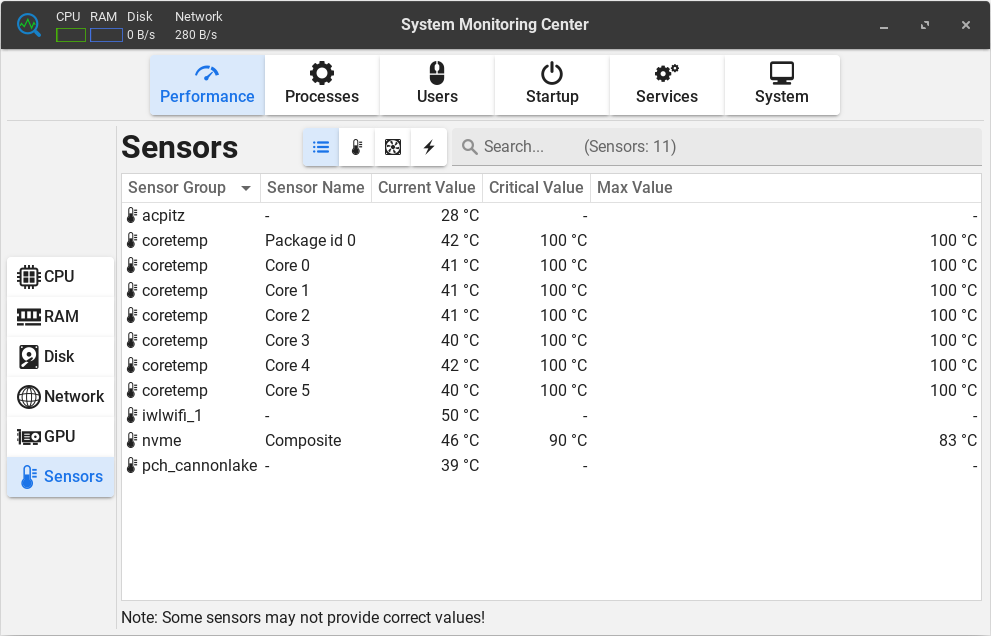 CPU RAM Disk Network
0 B/s 280 B/s
System Monitoring Center
Performance Processes Users Startup Services System
Sensors
Search... (Sensors: 11)
Sensor Group Sensor Name Current Value Critical Value Max Value
acpitz - 28 °C - -
coretemp Package id 0 42 °C 100 °C 100 °C
coretemp Core 0 41 °C 100 °C 100 °C
coretemp Core 1 41 °C 100 °C 100 °C
coretemp Core 2 41 °C 100 °C 100 °C
coretemp Core 3 40 °C 100 °C 100 °C
coretemp Core 4 42 °C 100 °C 100 °C
coretemp Core 5 40 °C 100 °C 100 °C
iwlwifi_1 - 50 °C - -
nvme Composite 46 °C 90 °C 83 °C
pch_cannonlake - 39 °C - -
CPU
RAM
Disk
Network
GPU
Sensors
Note: Some sensors may not provide correct values!